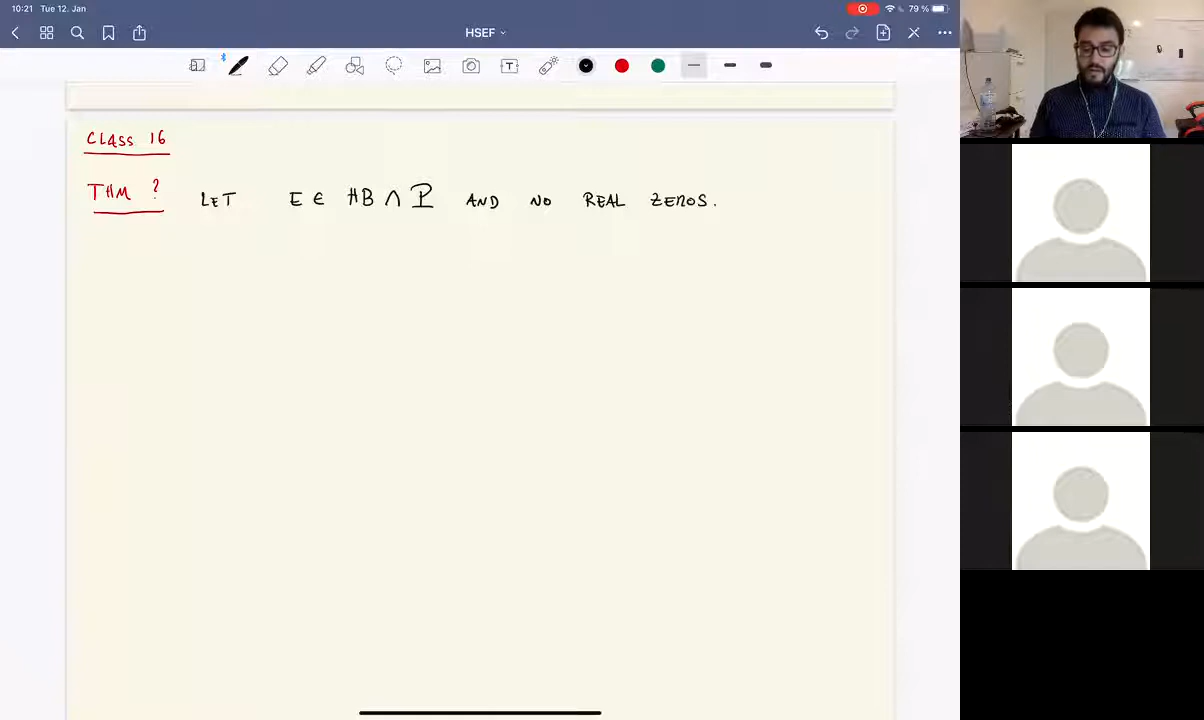 10:21 Tue 12. Jan
79 %
HSEF
T
CLASS 16
THM ? LET E ∈ HB ∩ P AND NO REAL ZEROS.